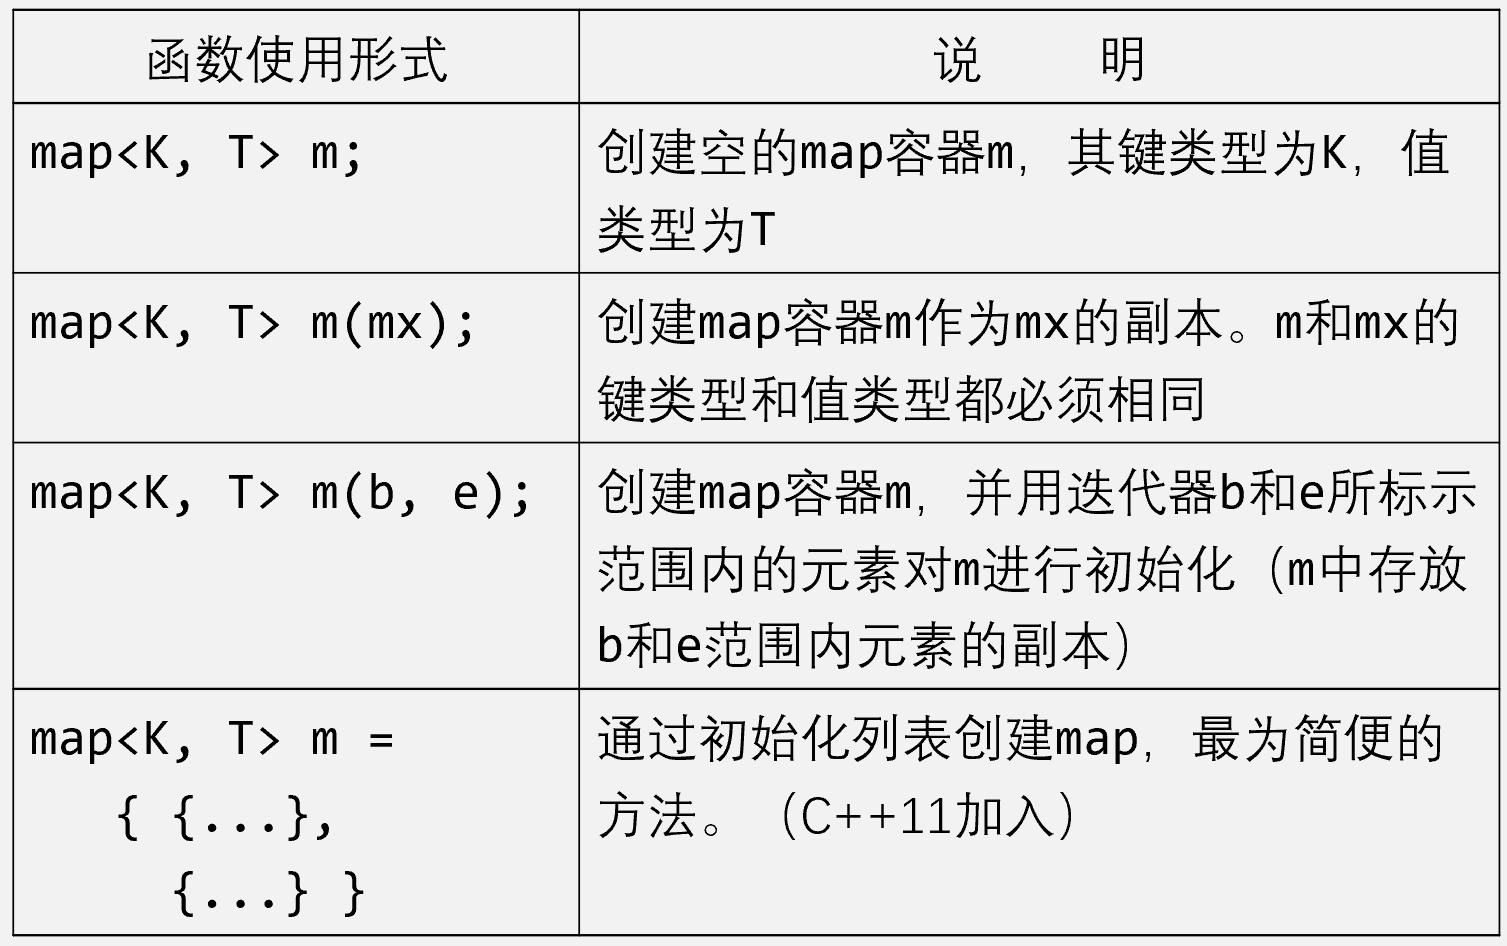 函数使用形式
说 明
map<K, T> m;
创建空的map容器m，其键类型为K，值
类型为T
map<K, T> m(mx);
创建map容器m作为mx的副本。m和mx的
键类型和值类型都必须相同
map<K, T> m(b, e);
创建map容器m，并用迭代器b和e所标示
范围内的元素对m进行初始化（m中存放
b和e范围内元素的副本）
map<K, T> m =
{ {...},
{...} }
通过初始化列表创建map，最为简便的
方法。（C++11加入）